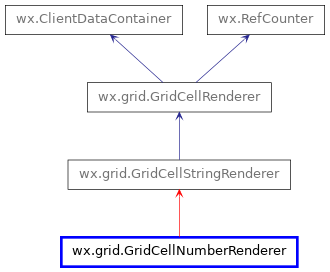 wx.ClientDataContainer
wx.RefCounter
wx.grid.GridCellRenderer
wx.grid.GridCellStringRenderer
wx.grid.GridCellNumberRenderer